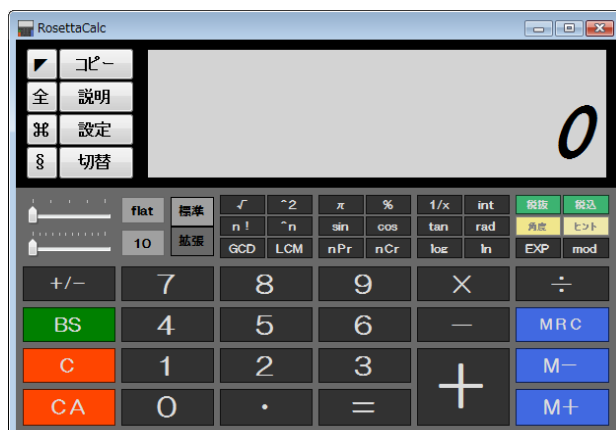 RosettaCalc
◤ コピー
全 説明
⌘ 設定
§ 切替
0
flat 標準
10 拡張
√ ^2 π % 1/x int 税抜 税込
n! ^n sin cos tan rad 角度 ヒント
GCD LCM nPr nCr log ln EXP mod
+/- 7 8 9 × ÷
BS 4 5 6 － MRC
C 1 2 3 + M－
CA 0 . = M+